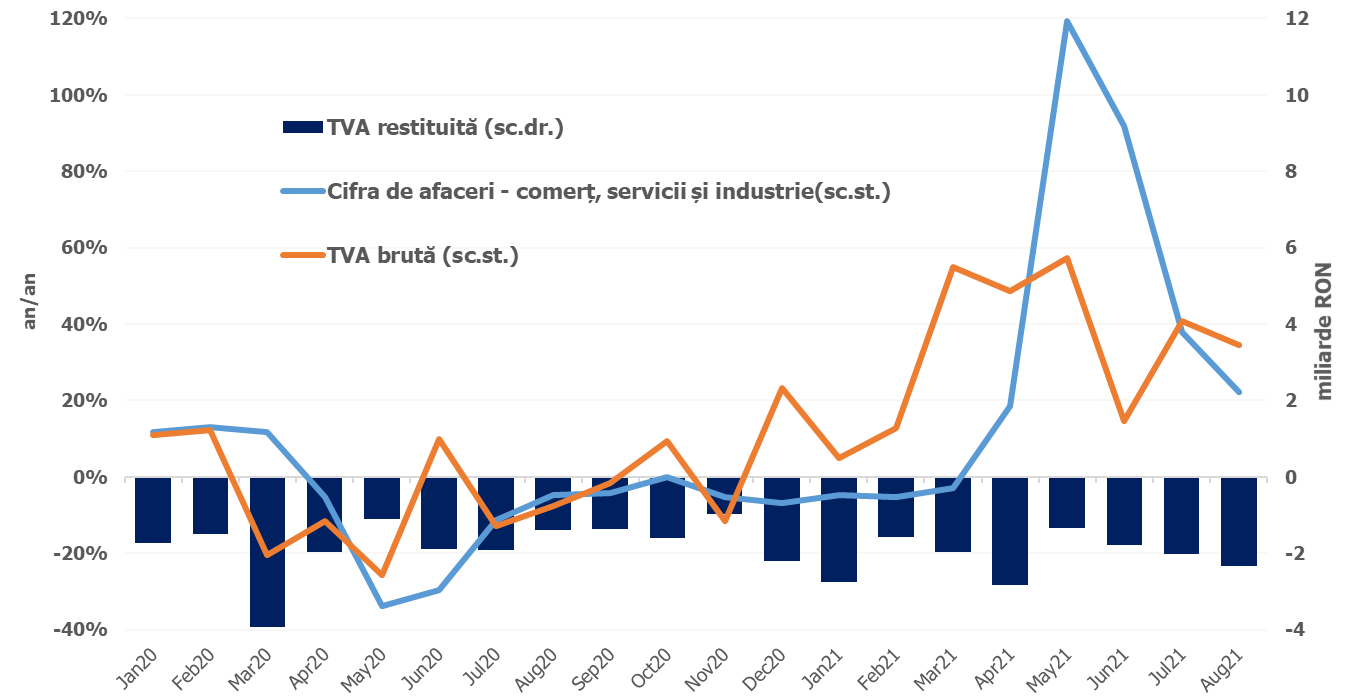 120%
100%
80%
60%
40%
20%
0%
-20%
-40%
an/an
TVA restituită (sc.dr.)
Cifra de afaceri - comerț, servicii și industrie(sc.st.)
TVA brută (sc.st.)
12
10
8
6
4
2
0
-2
-4
miliarde RON
Jan20
Feb20
Mar20
Apr20
May20
Jun20
Jul20
Aug20
Sep20
Oct20
Nov20
Dec20
Jan21
Feb21
Mar21
Apr21
May21
Jun21
Jul21
Aug21